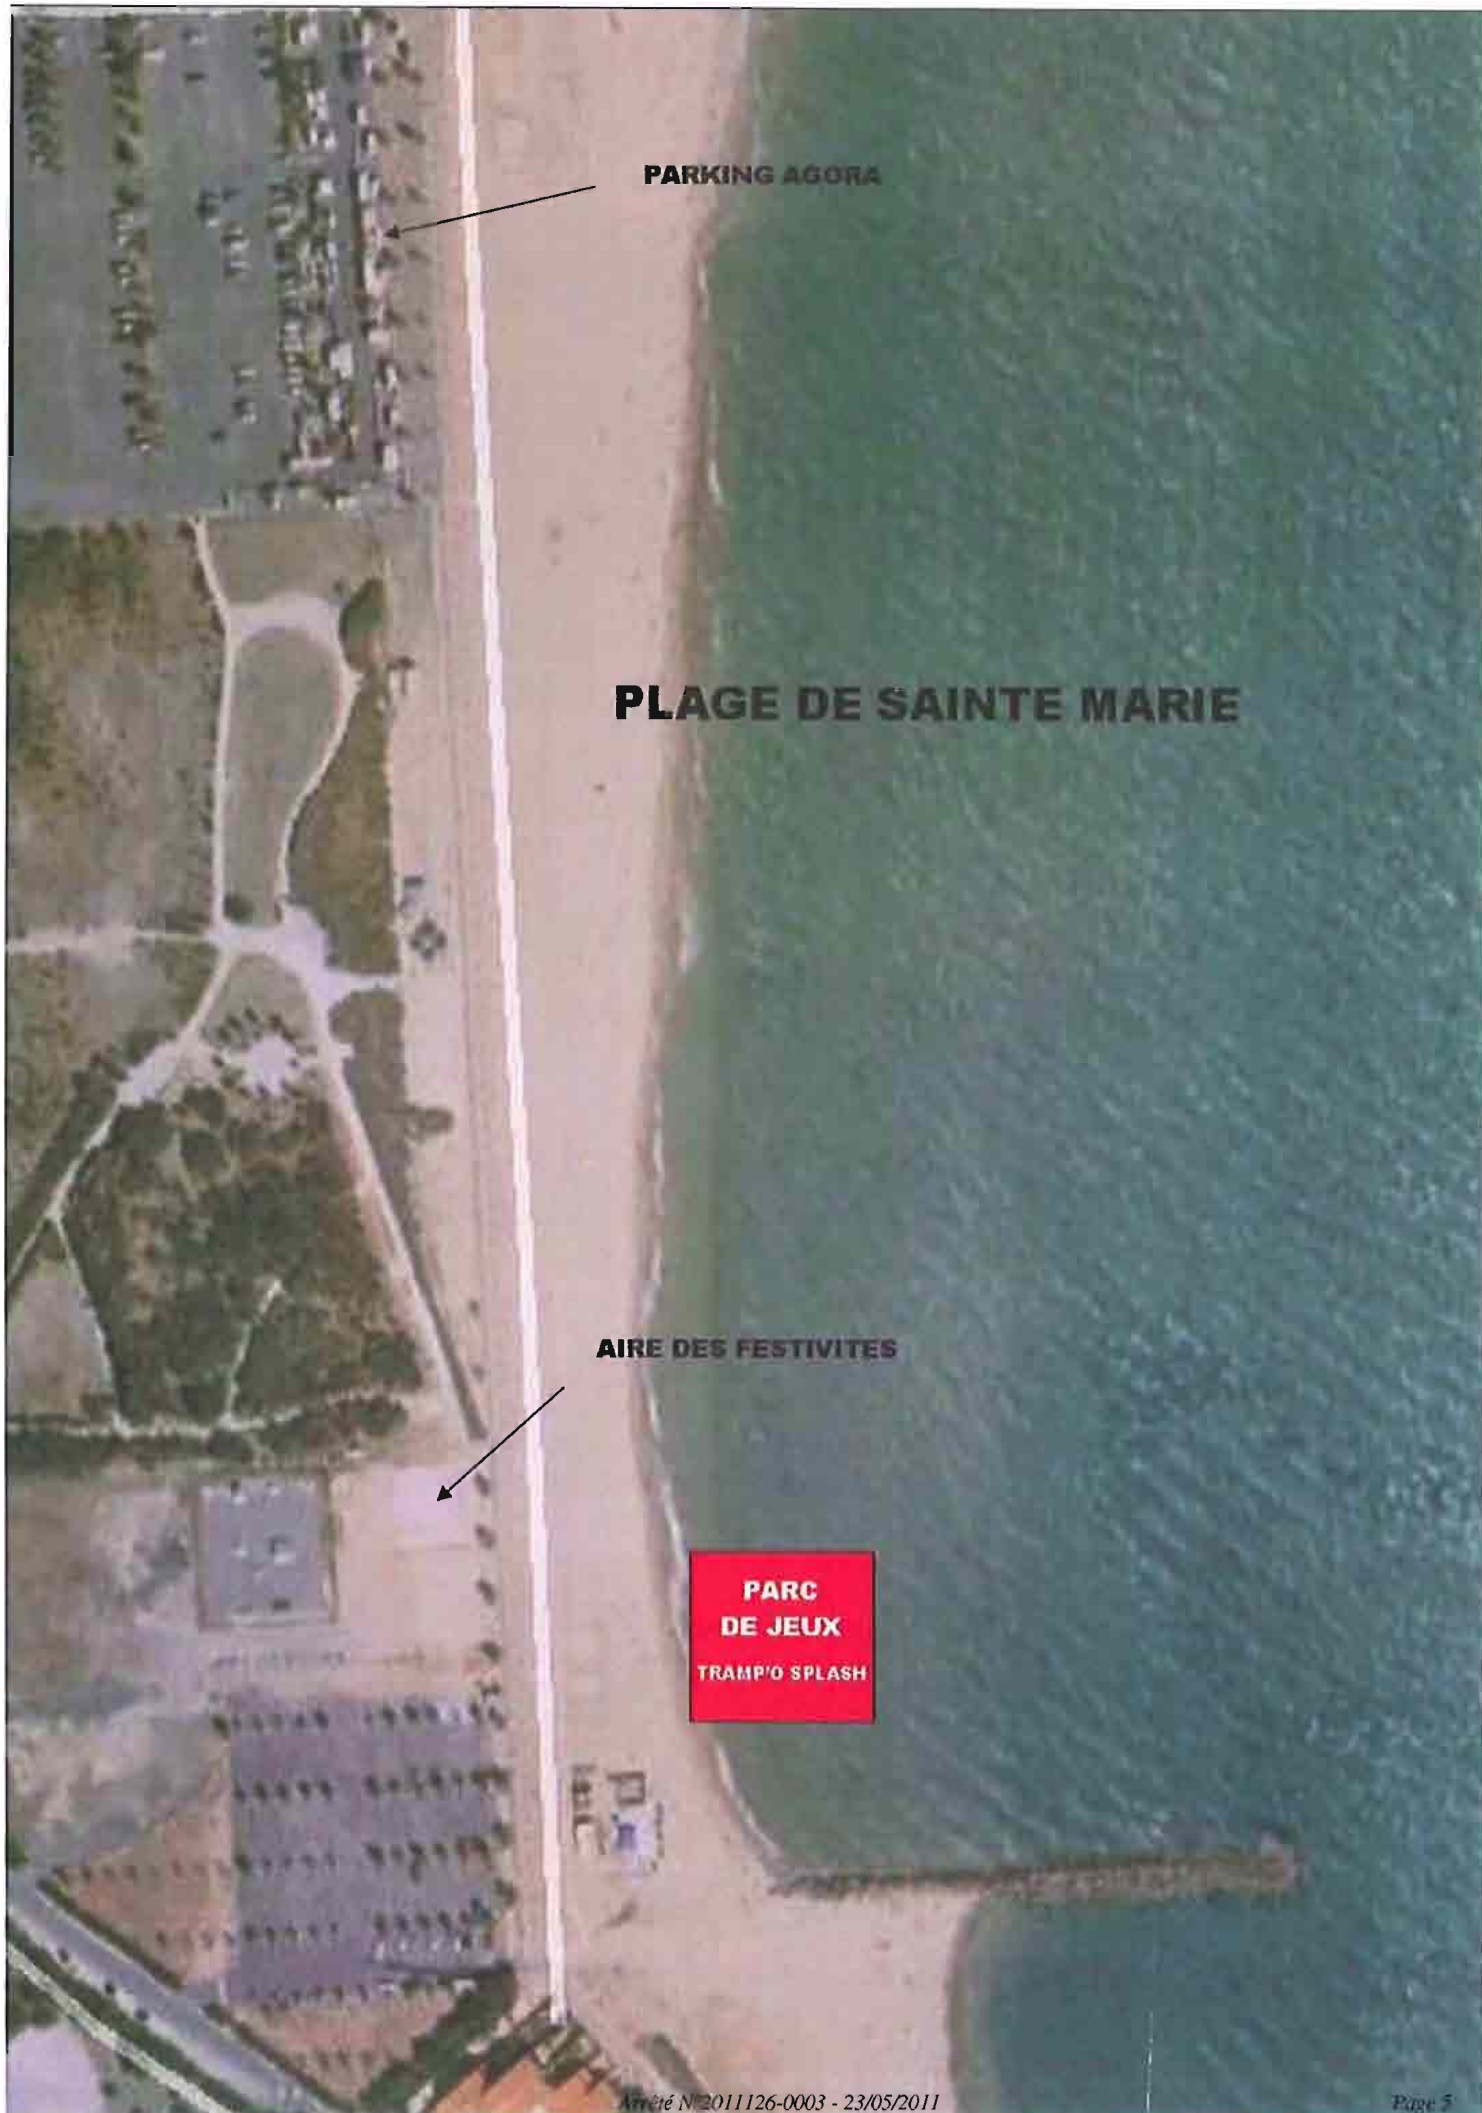 PARKING AGORA
PLAGE DE SAINTE MARIE
AIRE DES FESTIVITES
PARC
DE JEUX
TRAMP'O SPLASH
Arrêté N°2011126-0003 - 23/05/2011
Page 5